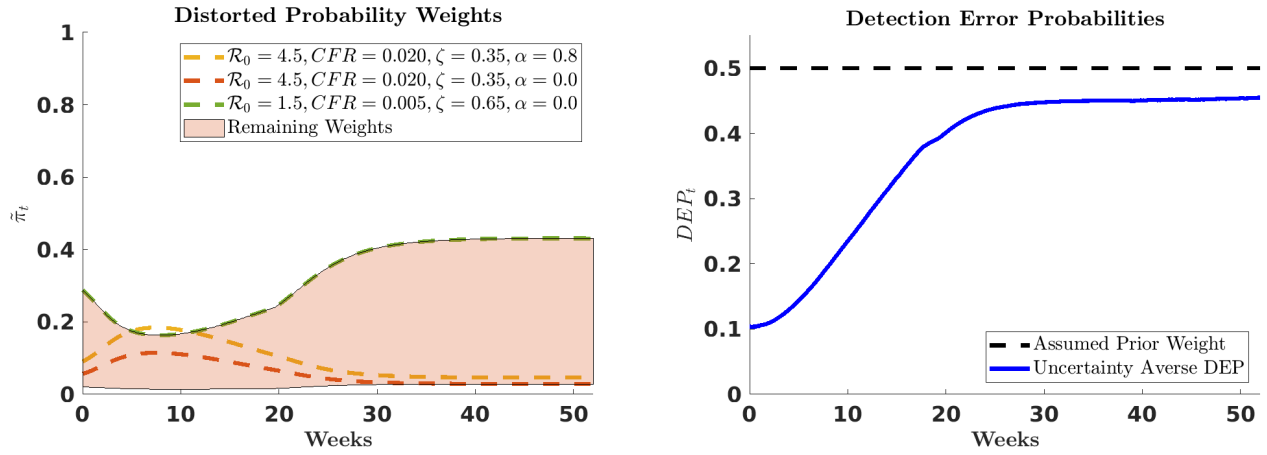 Distorted Probability Weights
1
0.8
0.6
0.4
0.2
0
0 10 20 30 40 50
π̃ₜ
Weeks
R₀ = 4.5, CFR = 0.020, ζ = 0.35, α = 0.8
R₀ = 4.5, CFR = 0.020, ζ = 0.35, α = 0.0
R₀ = 1.5, CFR = 0.005, ζ = 0.65, α = 0.0
Remaining Weights
Detection Error Probabilities
0.5
0.4
0.3
0.2
0.1
0
0 10 20 30 40 50
DEPₜ
Weeks
Assumed Prior Weight
Uncertainty Averse DEP